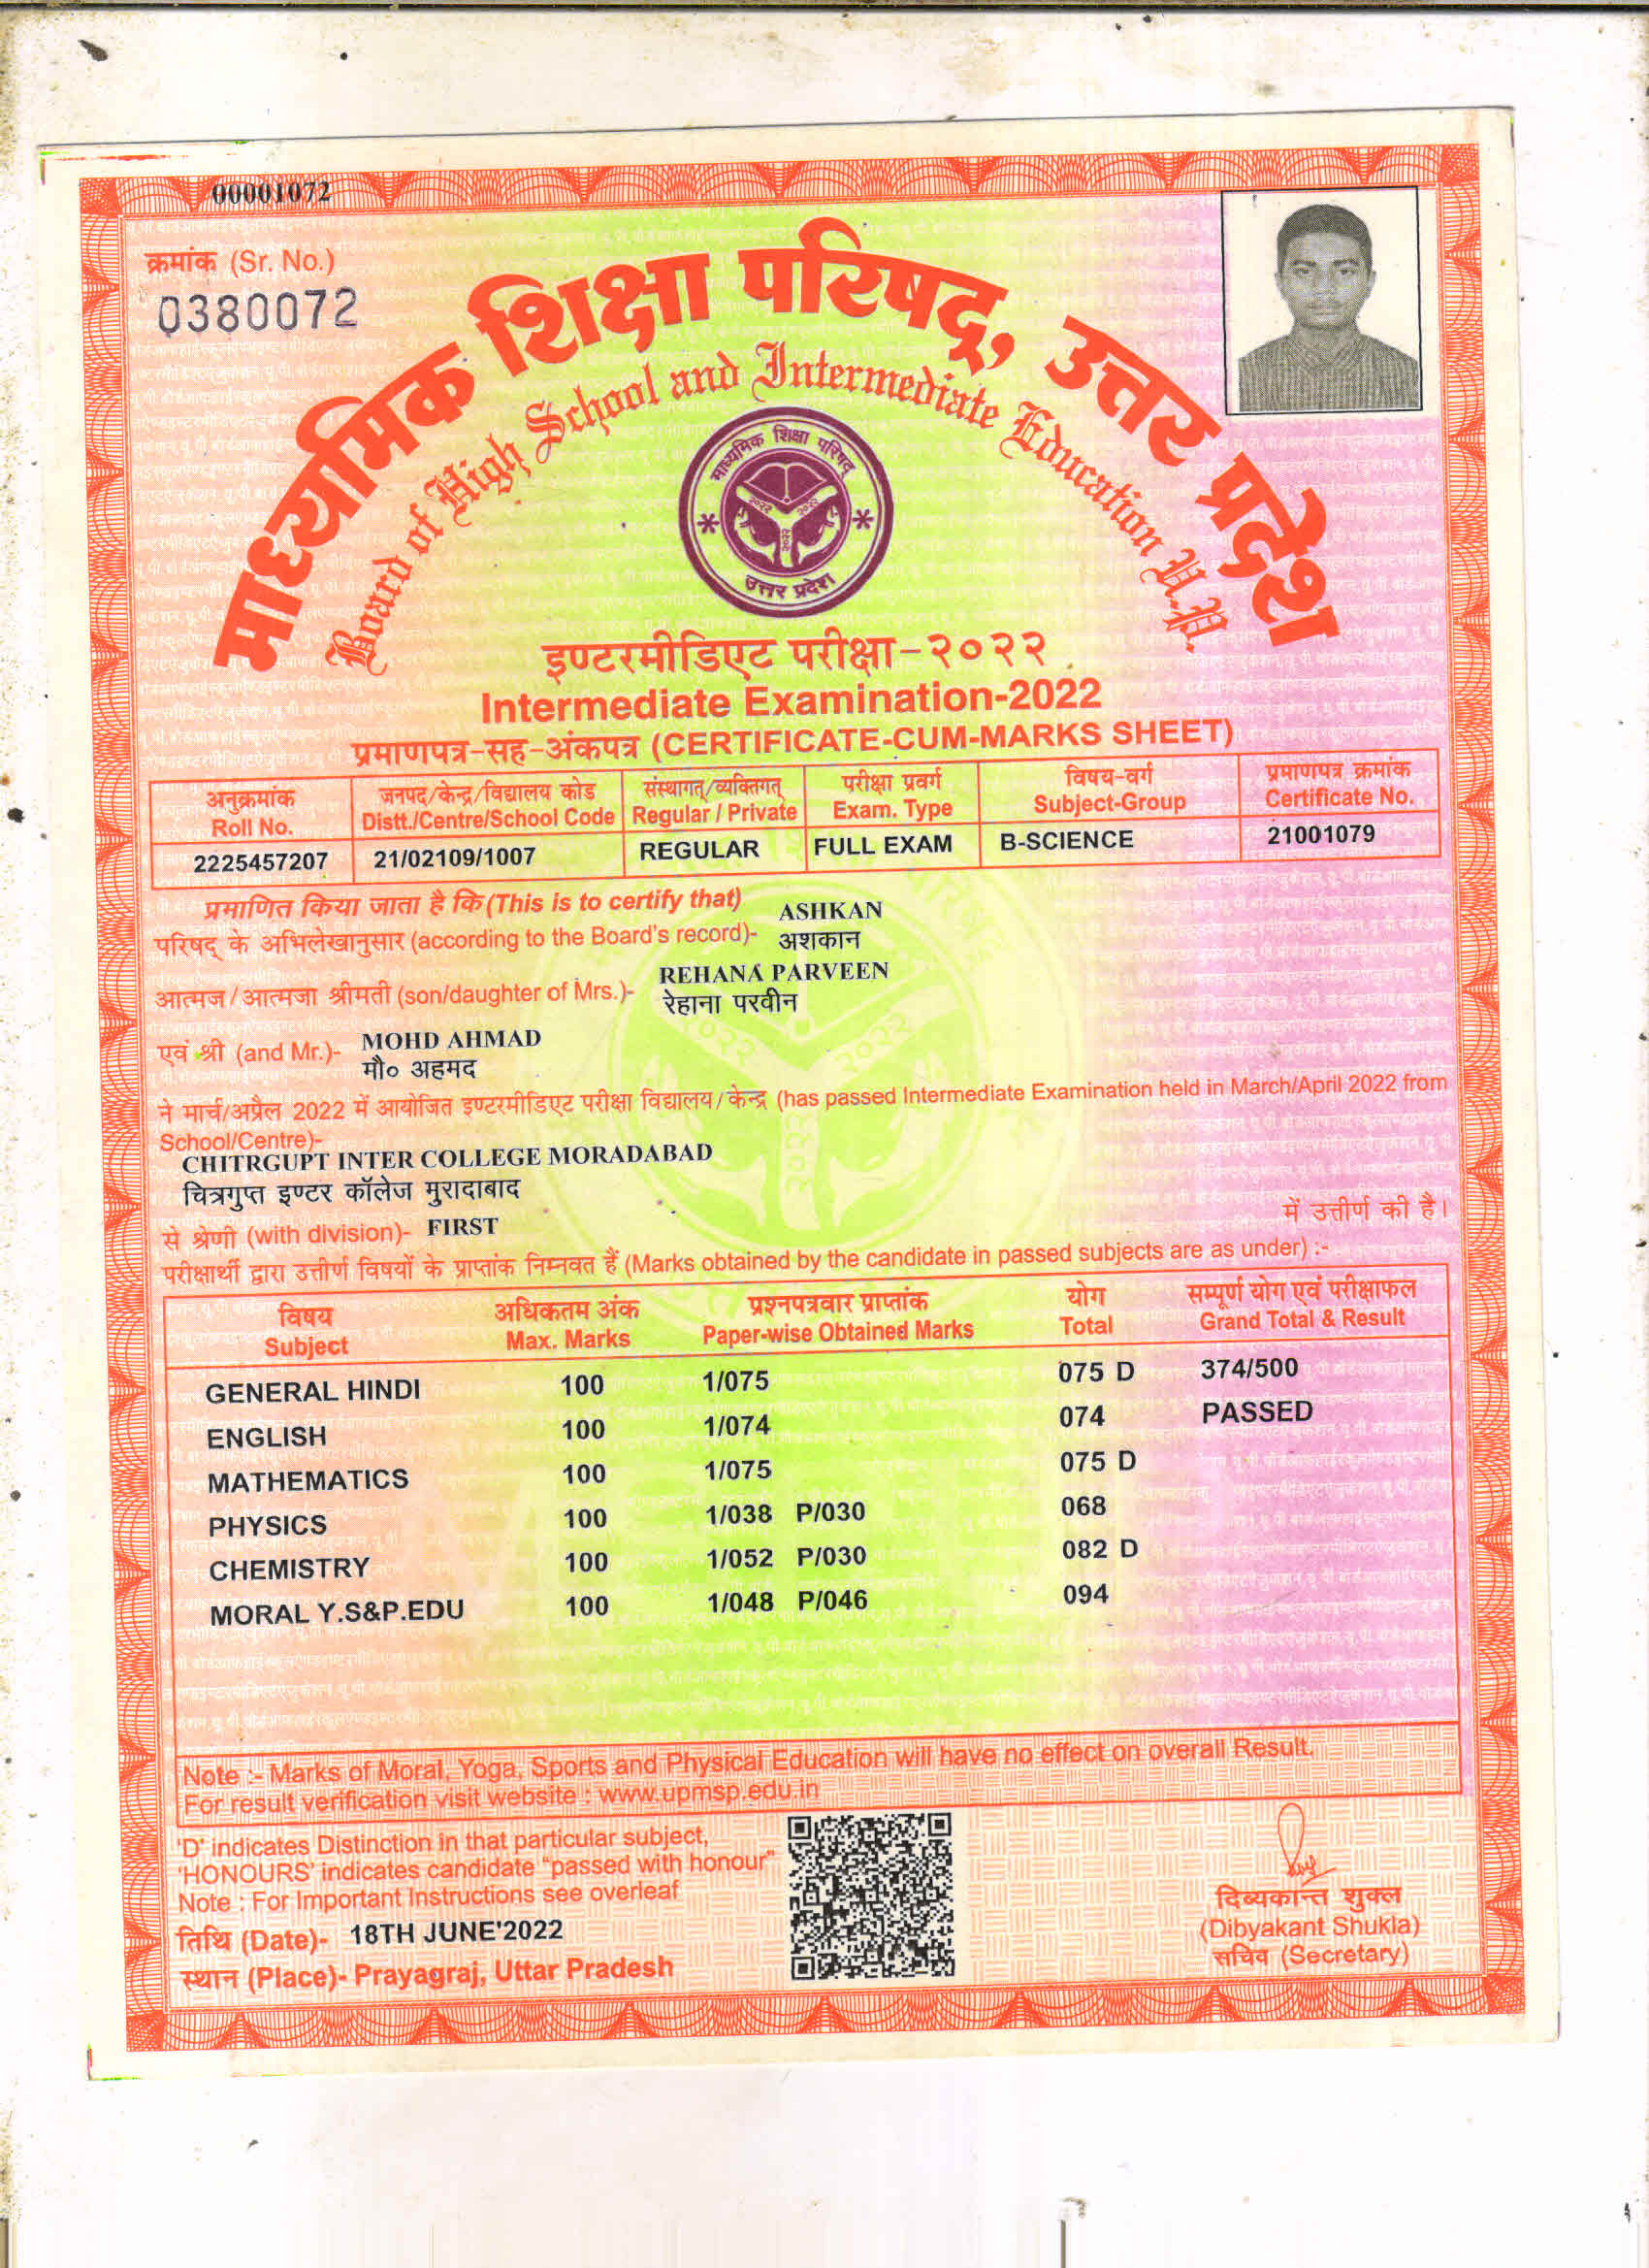 00001072
क्रमांक (Sr. No.)
0380072
माध्यमिक शिक्षा परिषद्, उत्तर प्रदेश
Board of High School and Intermediate Education U.P.
माध्यमिक शिक्षा परिषद्
२०२२ २०२२
२०२२
उत्तर प्रदेश
इण्टरमीडिएट परीक्षा-२०२२
Intermediate Examination-2022
प्रमाणपत्र-सह-अंकपत्र (CERTIFICATE-CUM-MARKS SHEET)
अनुक्रमांक जनपद/केन्द्र/विद्यालय कोड संस्थागत्/व्यक्तिगत् परीक्षा प्रवर्ग विषय-वर्ग प्रमाणपत्र क्रमांक
Roll No. Distt./Centre/School Code Regular / Private Exam. Type Subject-Group Certificate No.
2225457207 21/02109/1007 REGULAR FULL EXAM B-SCIENCE 21001079
प्रमाणित किया जाता है कि (This is to certify that) ASHKAN
परिषद् के अभिलेखानुसार (according to the Board's record)- अशकान
REHANA PARVEEN
आत्मज/आत्मजा श्रीमती (son/daughter of Mrs.)- रेहाना परवीन
एवं श्री (and Mr.)- MOHD AHMAD
मौ० अहमद
ने मार्च/अप्रैल 2022 में आयोजित इण्टरमीडिएट परीक्षा विद्यालय/केन्द्र (has passed Intermediate Examination held in March/April 2022 from
School/Centre)-
CHITRGUPT INTER COLLEGE MORADABAD
चित्रगुप्त इण्टर कॉलेज मुरादाबाद
से श्रेणी (with division)- FIRST में उत्तीर्ण की है।
परीक्षार्थी द्वारा उत्तीर्ण विषयों के प्राप्तांक निम्नवत हैं (Marks obtained by the candidate in passed subjects are as under) :-
विषय अधिकतम अंक प्रश्नपत्रवार प्राप्तांक योग सम्पूर्ण योग एवं परीक्षाफल
Subject Max. Marks Paper-wise Obtained Marks Total Grand Total & Result
GENERAL HINDI 100 1/075 075 D 374/500
ENGLISH 100 1/074 074 PASSED
MATHEMATICS 100 1/075 075 D
PHYSICS 100 1/038 P/030 068
CHEMISTRY 100 1/052 P/030 082 D
MORAL Y.S&P.EDU 100 1/048 P/046 094
Note :- Marks of Moral, Yoga, Sports and Physical Education will have no effect on overall Result.
For result verification visit website : www.upmsp.edu.in
'D' indicates Distinction in that particular subject,
'HONOURS' indicates candidate "passed with honour"
Note : For Important Instructions see overleaf
तिथि (Date)- 18TH JUNE'2022
स्थान (Place)- Prayagraj, Uttar Pradesh
दिव्यकान्त शुक्ल
(Dibyakant Shukla)
सचिव (Secretary)